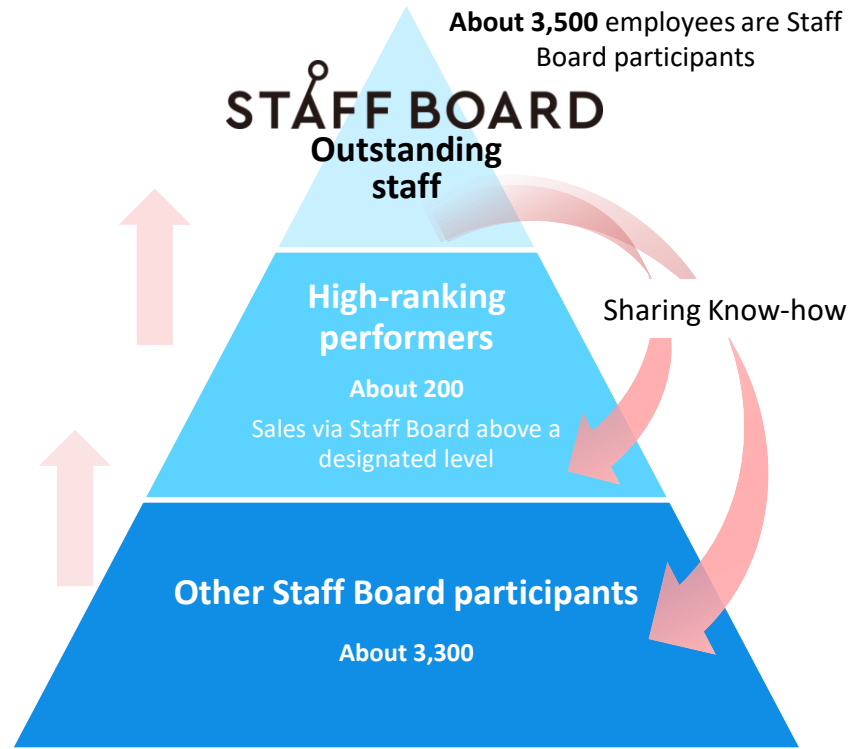 About 3,500 employees are Staff
Board participants
STAFF BOARD
Outstanding
staff
High-ranking
performers
About 200
Sales via Staff Board above a
designated level
Sharing Know-how
Other Staff Board participants
About 3,300